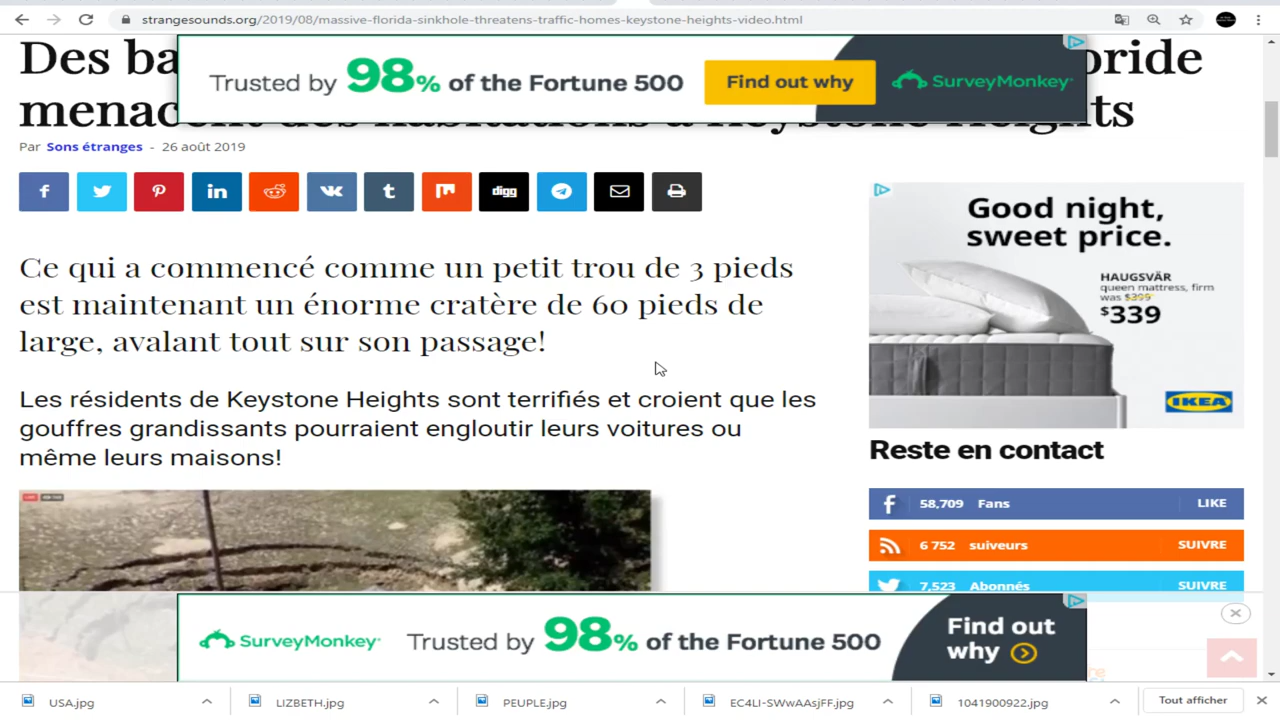 strangesounds.org/2019/08/massive-florida-sinkhole-threatens-traffic-homes-keystone-heights-video.html
Des ba
oride
Trusted by 98% of the Fortune 500
Find out why
SurveyMonkey
menacent des habitations à Keystone Heights
Par Sons étranges - 26 août 2019
digg
Ce qui a commencé comme un petit trou de 3 pieds
est maintenant un énorme cratère de 60 pieds de
large, avalant tout sur son passage!
Les résidents de Keystone Heights sont terrifiés et croient que les
gouffres grandissants pourraient engloutir leurs voitures ou
même leurs maisons!
Good night,
sweet price.
HAUGSVÄR
queen mattress, firm
was $399
$339
IKEA
Reste en contact
58,709 Fans LIKE
6 752 suiveurs SUIVRE
7,523 Abonnés SUIVRE
SurveyMonkey
Trusted by 98% of the Fortune 500
Find out
why
USA.jpg
LIZBETH.jpg
PEUPLE.jpg
EC4LI-SWwAAsjFF.jpg
1041900922.jpg
Tout afficher